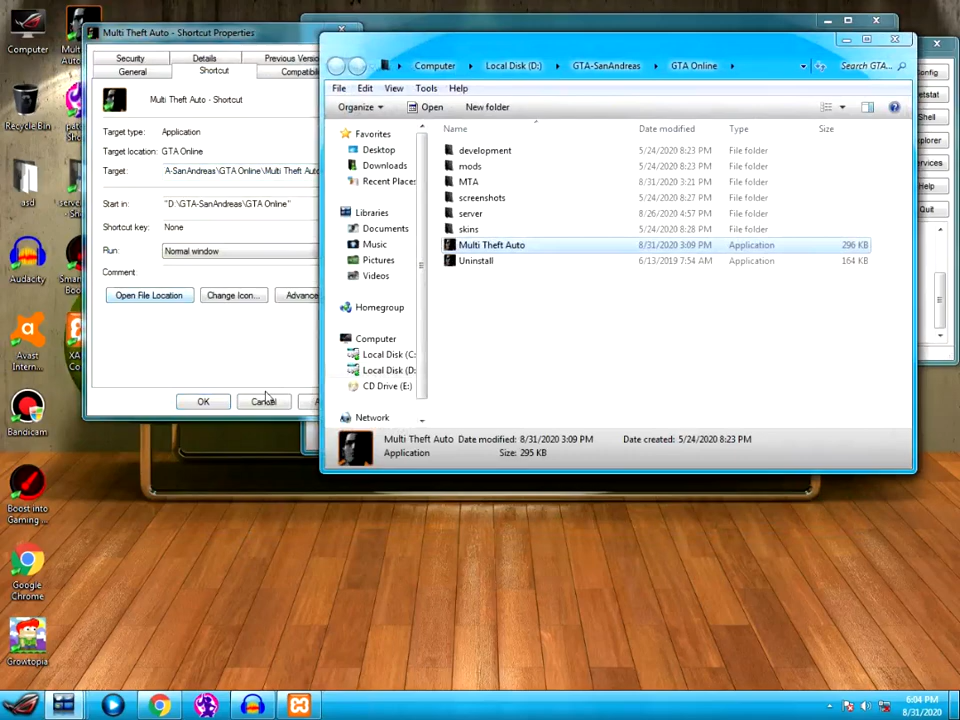 Computer
Recycle Bin
asd
Audacity
Avast
Intern...
Bandicam
Boost into
Gaming ...
Google
Chrome
Growtopia
Multi Theft Auto - Shortcut Properties
Security
Details
General
Shortcut
Multi Theft Auto - Shortcut
Target type:
Application
Target location:
GTA Online
Target:
A-SanAndreas\GTA Online\Multi Theft Auto
Start in:
"D:\GTA-SanAndreas\GTA Online"
Shortcut key:
None
Run:
Normal window
Comment:
Open File Location
Change Icon...
OK
Cancel
Computer
Local Disk (D:)
GTA-SanAndreas
GTA Online
Search GTA...
File
Edit
View
Tools
Help
Organize
Open
New folder
Favorites
Desktop
Downloads
Recent Place
Libraries
Documents
Music
Pictures
Videos
Homegroup
Computer
Local Disk (C:
Local Disk (D:
CD Drive (E:)
Network
Name
Date modified
Type
Size
development
5/24/2020 8:23 PM
File folder
mods
5/24/2020 8:23 PM
File folder
MTA
8/31/2020 3:21 PM
File folder
screenshots
5/24/2020 8:27 PM
File folder
server
8/26/2020 4:57 PM
File folder
skins
5/24/2020 8:28 PM
File folder
Multi Theft Auto
8/31/2020 3:09 PM
Application
296 KB
Uninstall
6/13/2019 7:54 AM
Application
164 KB
Multi Theft Auto
Date modified: 8/31/2020 3:09 PM
Date created: 5/24/2020 8:23 PM
Application
Size: 295 KB
Help
Quit
6:04 PM
8/31/2020